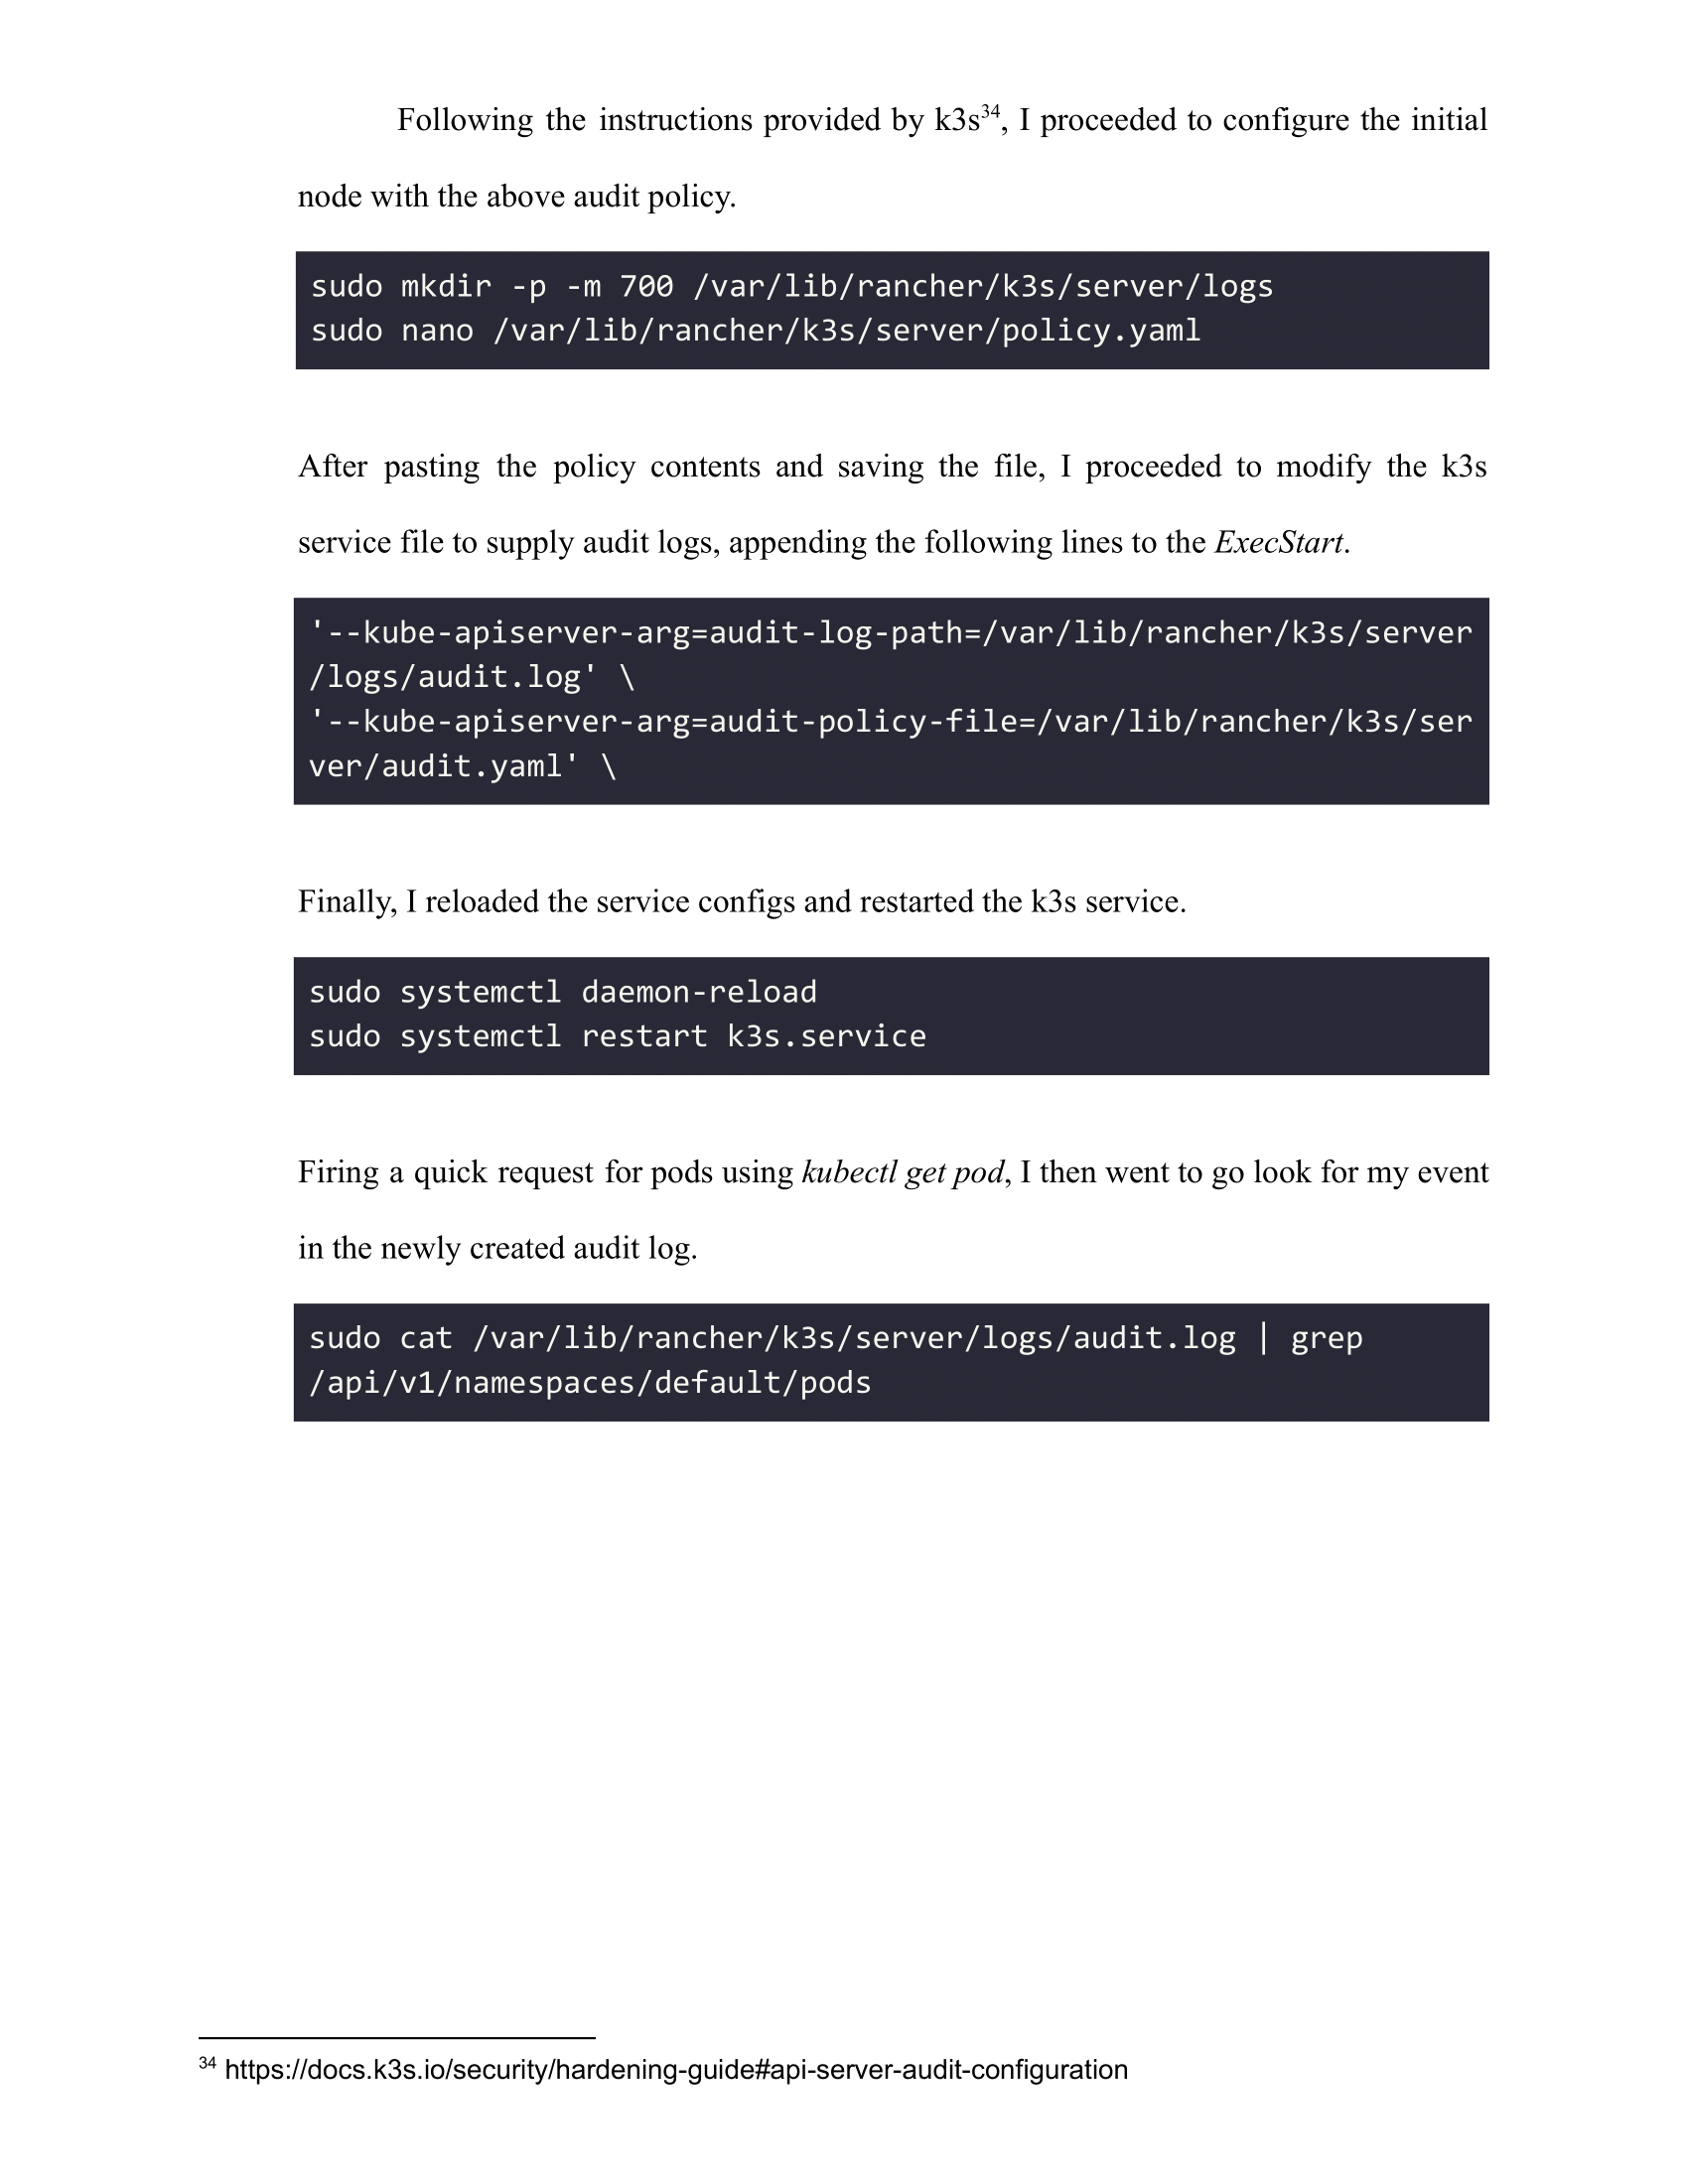 Following the instructions provided by k3s34, I proceeded to configure the initial
node with the above audit policy.
sudo mkdir -p -m 700 /var/lib/rancher/k3s/server/logs
sudo nano /var/lib/rancher/k3s/server/policy.yaml
After pasting the policy contents and saving the file, I proceeded to modify the k3s
service file to supply audit logs, appending the following lines to the ExecStart.
'--kube-apiserver-arg=audit-log-path=/var/lib/rancher/k3s/server
/logs/audit.log' \
'--kube-apiserver-arg=audit-policy-file=/var/lib/rancher/k3s/ser
ver/audit.yaml' \
Finally, I reloaded the service configs and restarted the k3s service.
sudo systemctl daemon-reload
sudo systemctl restart k3s.service
Firing a quick request for pods using kubectl get pod, I then went to go look for my event
in the newly created audit log.
sudo cat /var/lib/rancher/k3s/server/logs/audit.log | grep
/api/v1/namespaces/default/pods
34 https://docs.k3s.io/security/hardening-guide#api-server-audit-configuration